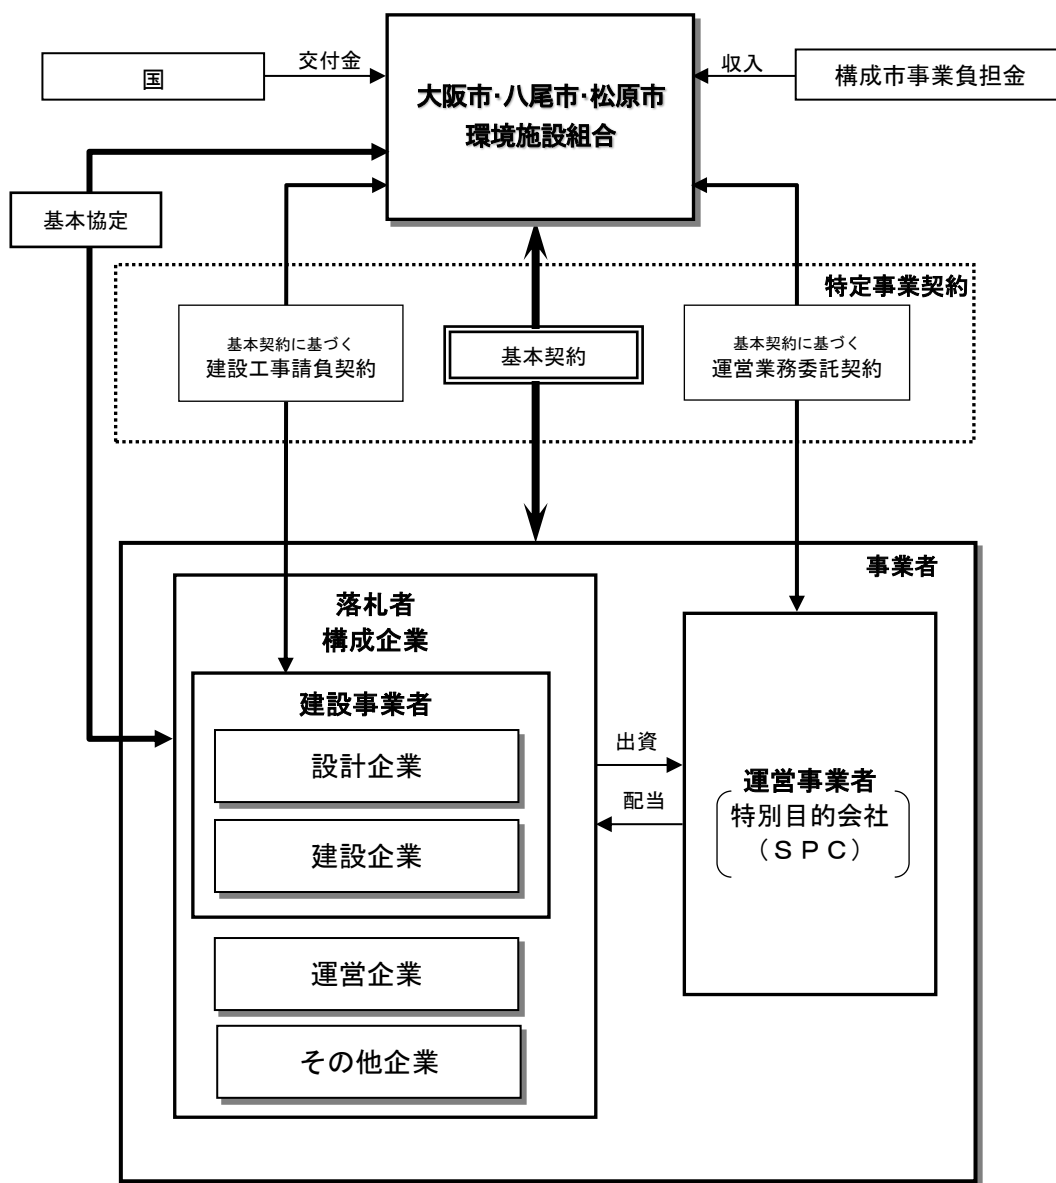 国
交付金
大阪市・八尾市・松原市
環境施設組合
収入
構成市事業負担金
基本協定
特定事業契約
基本契約に基づく
建設工事請負契約
基本契約
基本契約に基づく
運営業務委託契約
事業者
落札者
構成企業
建設事業者
設計企業
建設企業
運営企業
その他企業
出資
配当
運営事業者
特別目的会社
（ＳＰＣ）